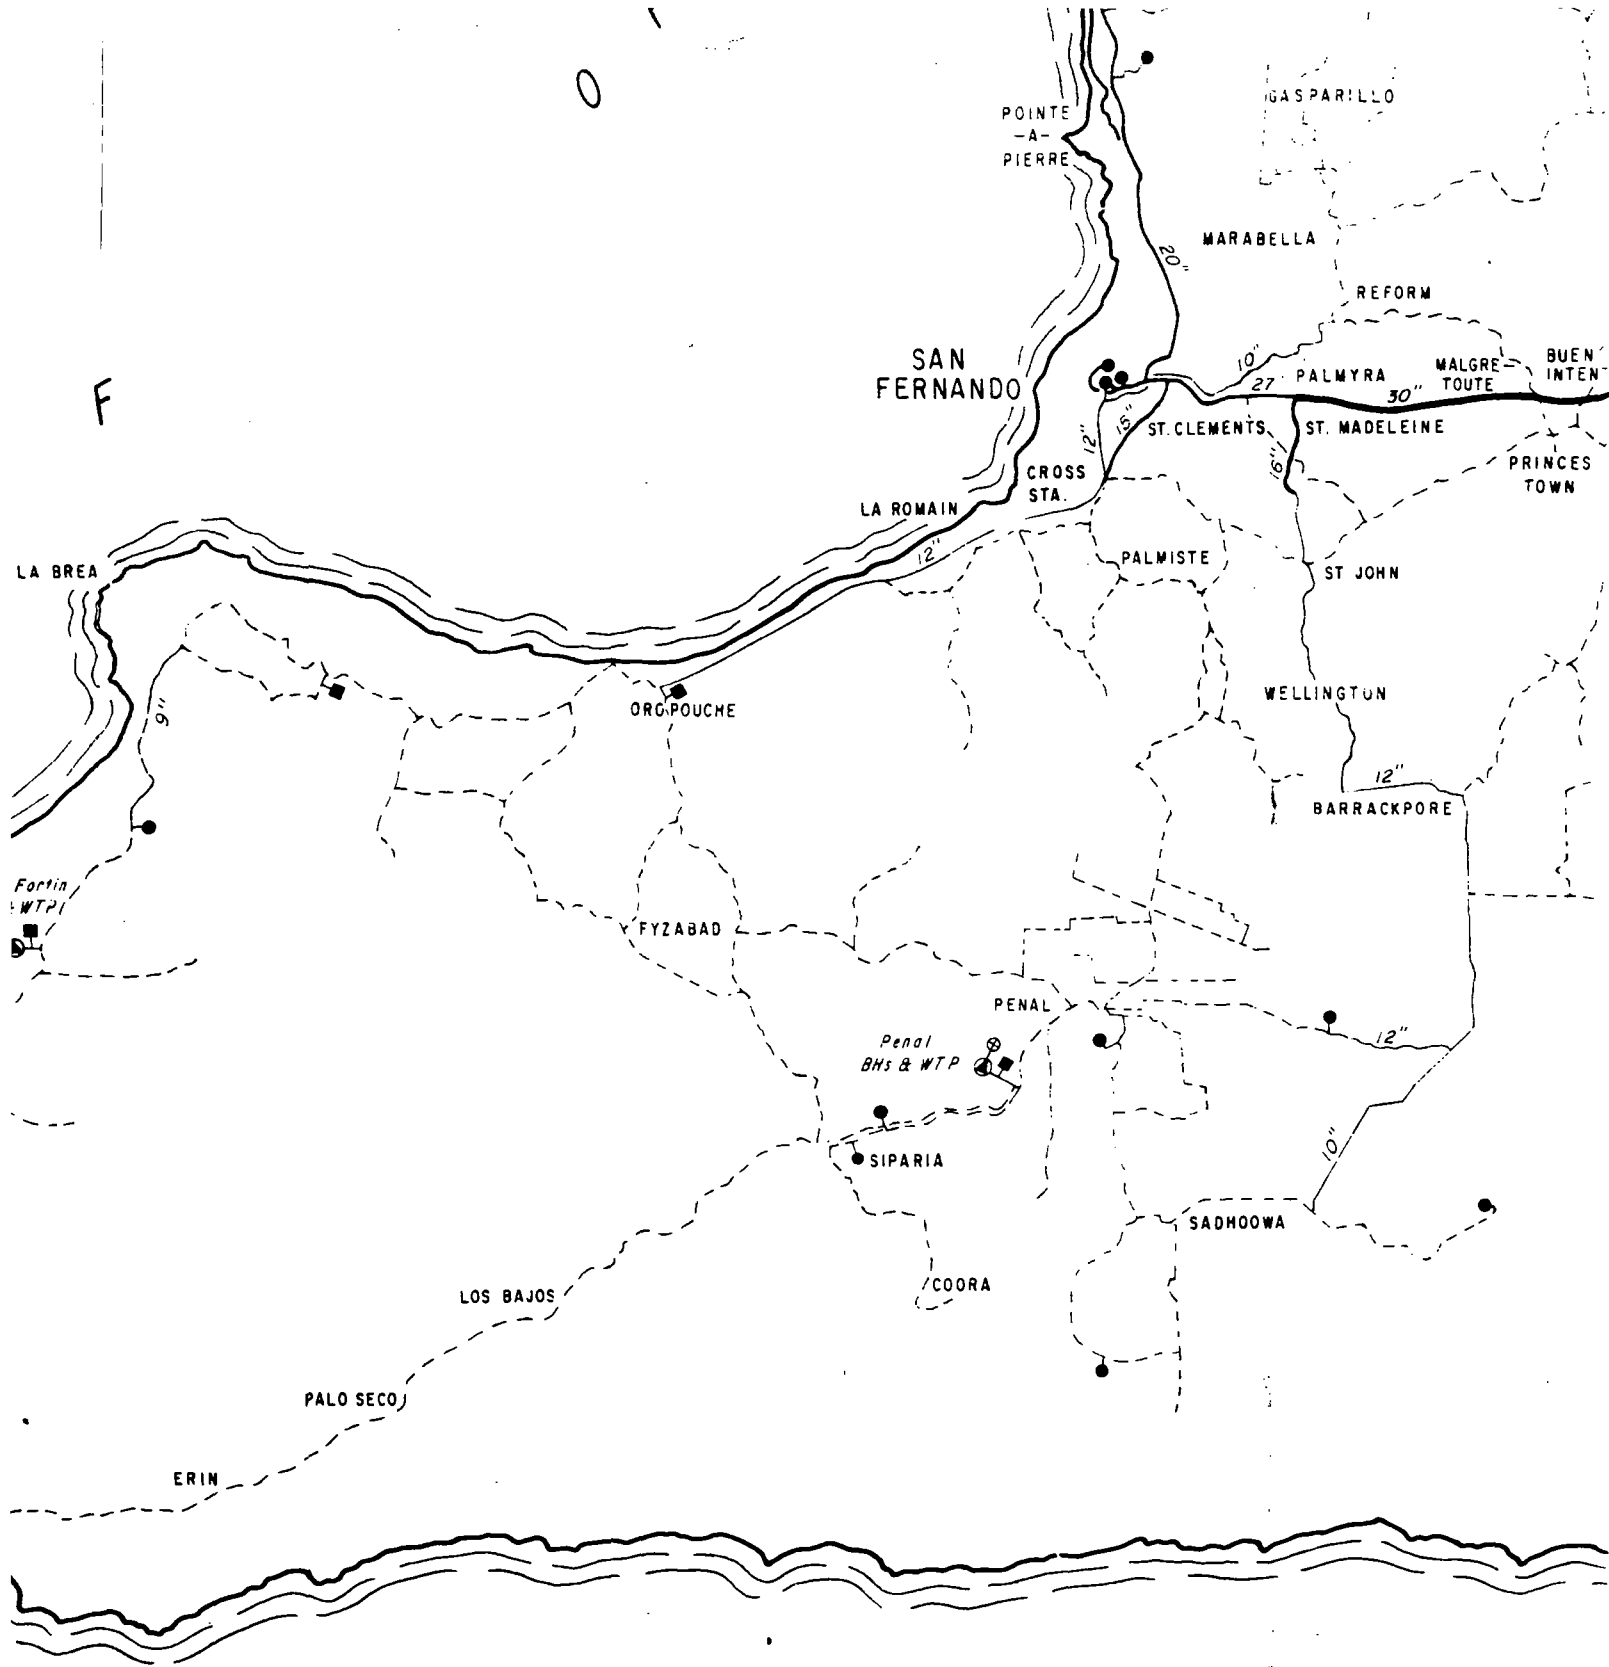 O
POINTE
-A-
PIERRE
GASPARILLO
MARABELLA
20"
REFORM
SAN
FERNANDO
10"
27
PALMYRA
MALGRE-
TOUTE
BUEN
INTEN-
30"
F
12"
15"
ST. CLEMENTS
ST. MADELEINE
16"
CROSS
STA.
PRINCES
TOWN
LA ROMAIN
12"
LA BREA
PALMISTE
ST JOHN
9"
OROPOUCHE
WELLINGTON
12"
BARRACKPORE
Fortin
WTP
FYZABAD
PENAL
Penal
BHs & WTP
12"
SIPARIA
10"
SADHOOWA
COORA
LOS BAJOS
PALO SECO
ERIN